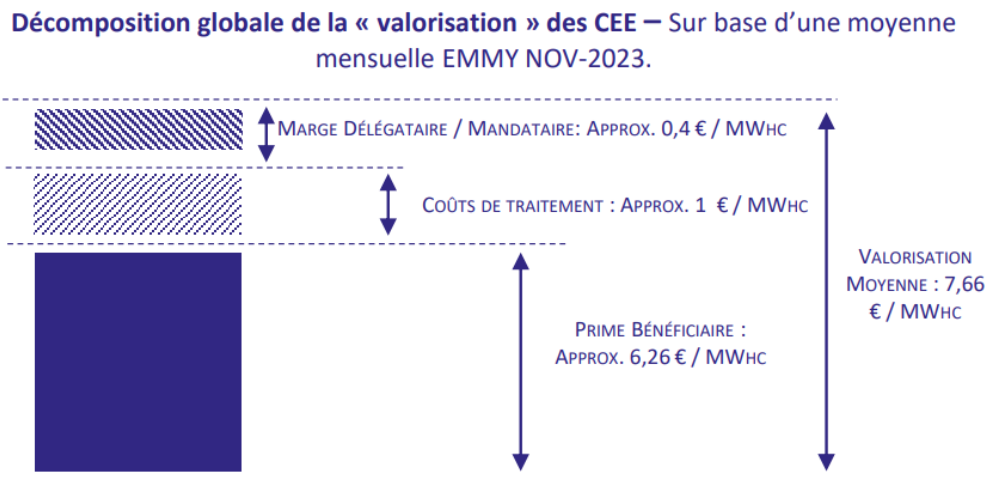 Décomposition globale de la « valorisation » des CEE – Sur base d’une moyenne
mensuelle EMMY NOV-2023.
MARGE DÉLÉGATAIRE / MANDATAIRE: APPROX. 0,4 € / MWHC
COÛTS DE TRAITEMENT : APPROX. 1 € / MWHC
VALORISATION
MOYENNE : 7,66
€ / MWHC
PRIME BÉNÉFICIAIRE :
APPROX. 6,26 € / MWHC